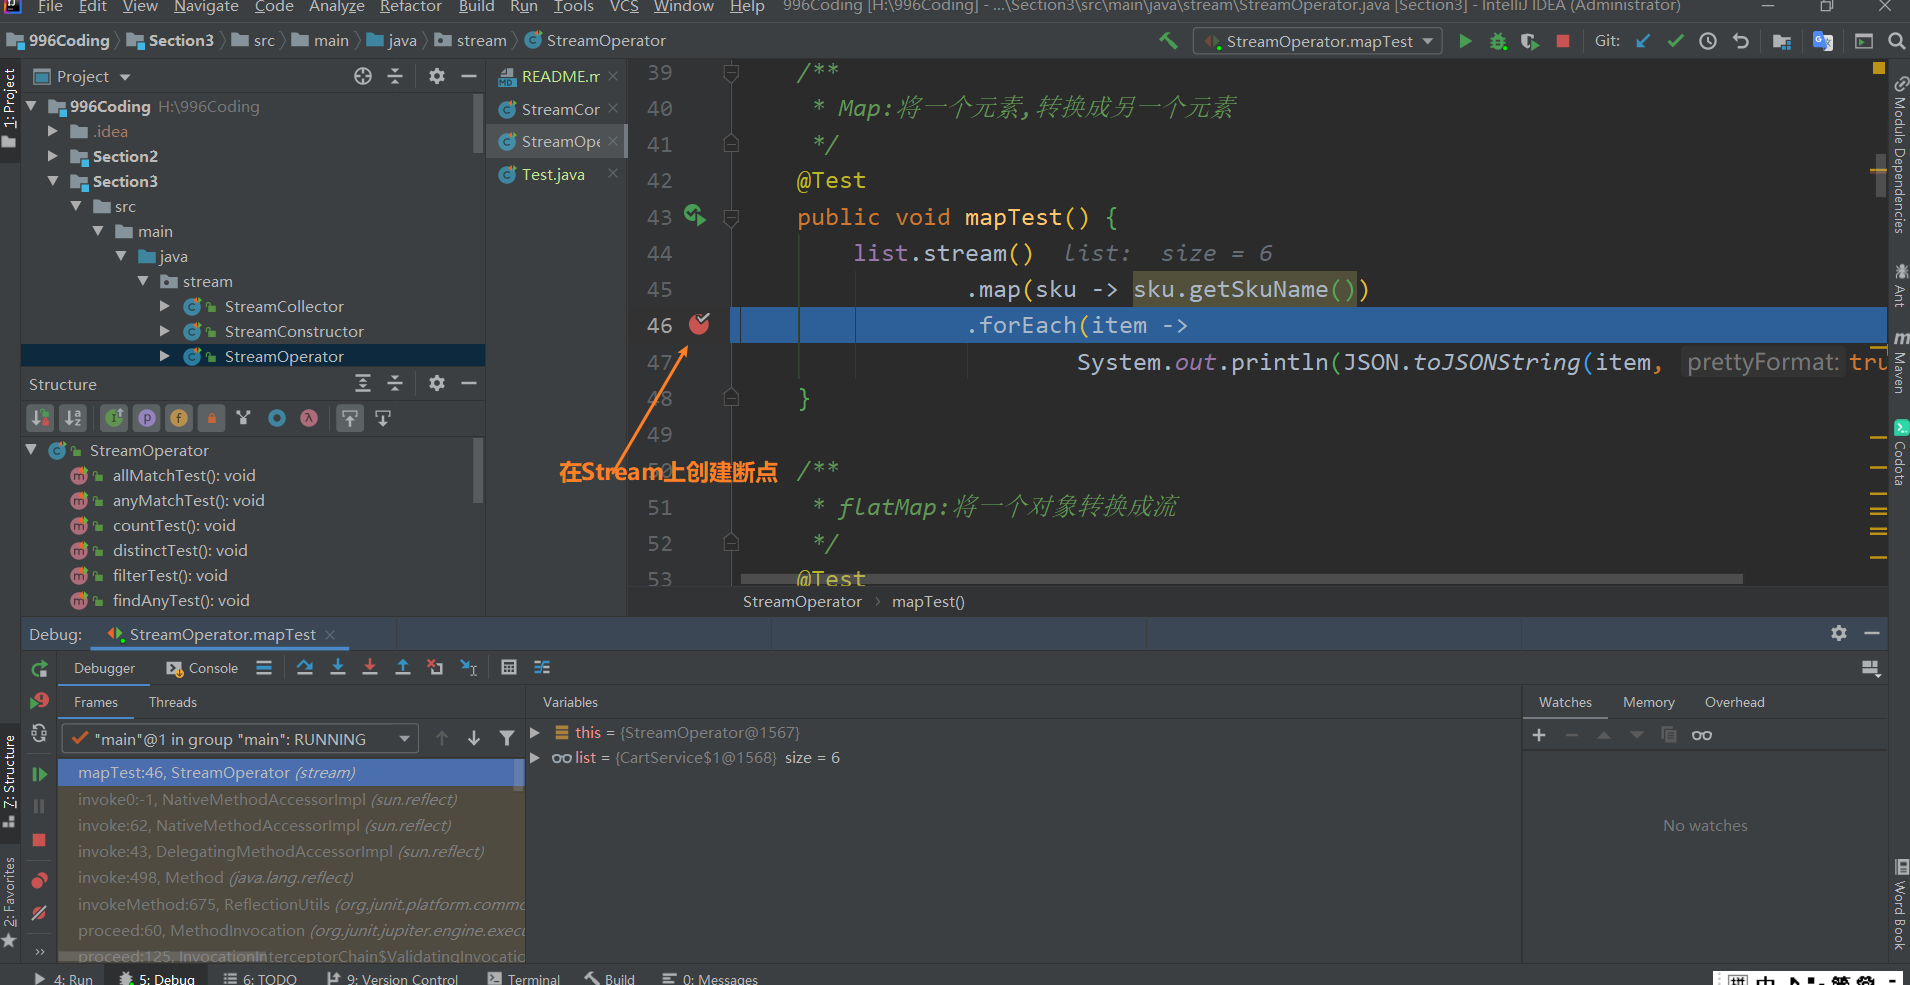 File Edit View Navigate Code Analyze Refactor Build Run Tools VCS Window Help 996Coding [H:\996Coding] - ...\Section3\src\main\java\stream\StreamOperator.java [Section3] - IntelliJ IDEA (Administrator)
996Coding Section3 src main java stream StreamOperator StreamOperator.mapTest Git:
1: Project
Project
996Coding H:\996Coding
.idea
Section2
Section3
src
main
java
stream
StreamCollector
StreamConstructor
StreamOperator
Structure
StreamOperator
allMatchTest(): void
anyMatchTest(): void
countTest(): void
distinctTest(): void
filterTest(): void
findAnyTest(): void
README.m
StreamCor
StreamOpe
Test.java
39 /**
40 * Map:将一个元素,转换成另一个元素
41 */
42 @Test
43 public void mapTest() {
44 list.stream() list: size = 6
45 .map(sku -> sku.getSkuName())
46 .forEach(item ->
47 System.out.println(JSON.toJSONString(item, prettyFormat: tru
48 }
49
在Stream上创建断点
50 /**
51 * flatMap:将一个对象转换成流
52 */
53 @Test
StreamOperator mapTest()
Module Dependencies
Ant
Maven
Codota
Word Book
Debug: StreamOperator.mapTest
Debugger Console
Frames Threads
"main"@1 in group "main": RUNNING
mapTest:46, StreamOperator (stream)
invoke0:-1, NativeMethodAccessorImpl (sun.reflect)
invoke:62, NativeMethodAccessorImpl (sun.reflect)
invoke:43, DelegatingMethodAccessorImpl (sun.reflect)
invoke:498, Method (java.lang.reflect)
invokeMethod:675, ReflectionUtils (org.junit.platform.commo
proceed:60, MethodInvocation (org.junit.jupiter.engine.execu
proceed:125, InvocationInterceptorChain$ValidatingInvocatio
Variables
this = {StreamOperator@1567}
list = {CartService$1@1568} size = 6
Watches Memory Overhead
No watches
7: Structure
2: Favorites
4: Run 5: Debug 6: TODO 9: Version Control Terminal Build 0: Messages